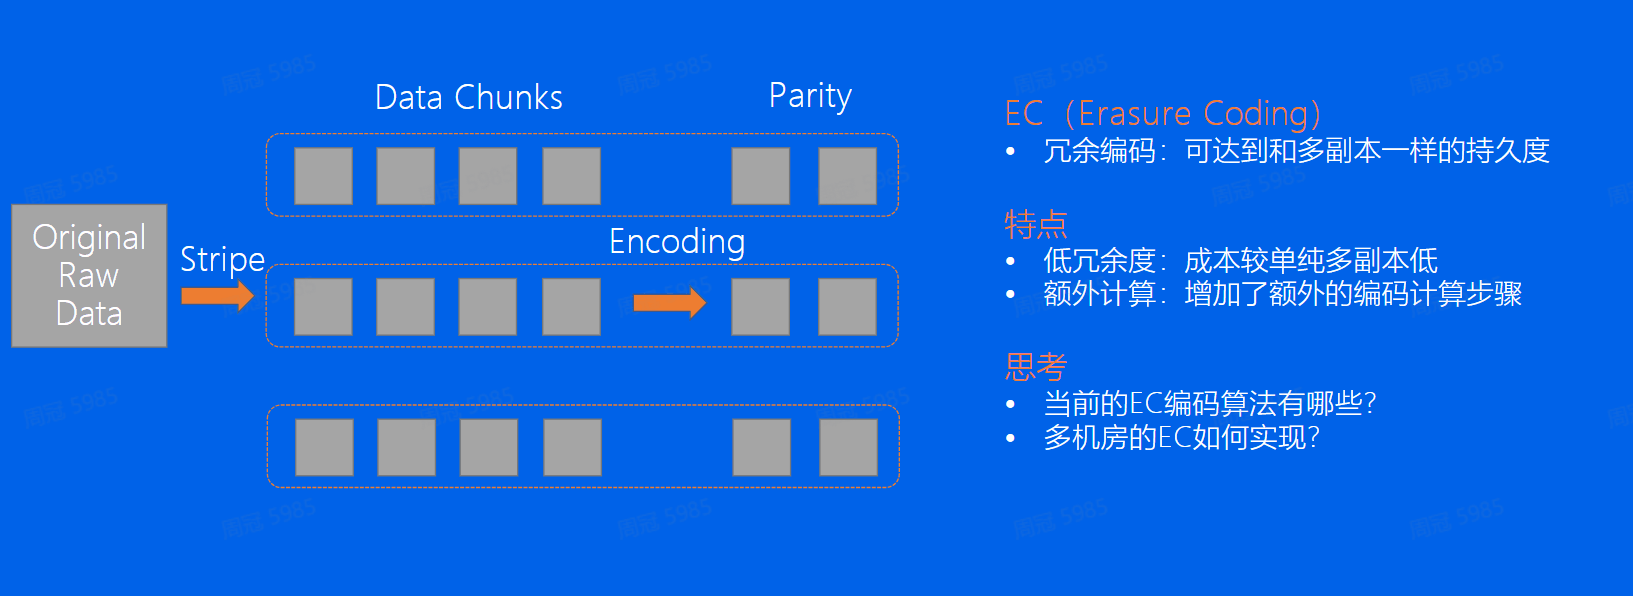 Data Chunks
Parity
Original
Raw
Data
Stripe
Encoding
EC（Erasure Coding）
• 冗余编码：可达到和多副本一样的持久度
特点
• 低冗余度：成本较单纯多副本低
• 额外计算：增加了额外的编码计算步骤
思考
• 当前的EC编码算法有哪些？
• 多机房的EC如何实现？
周冠 5985